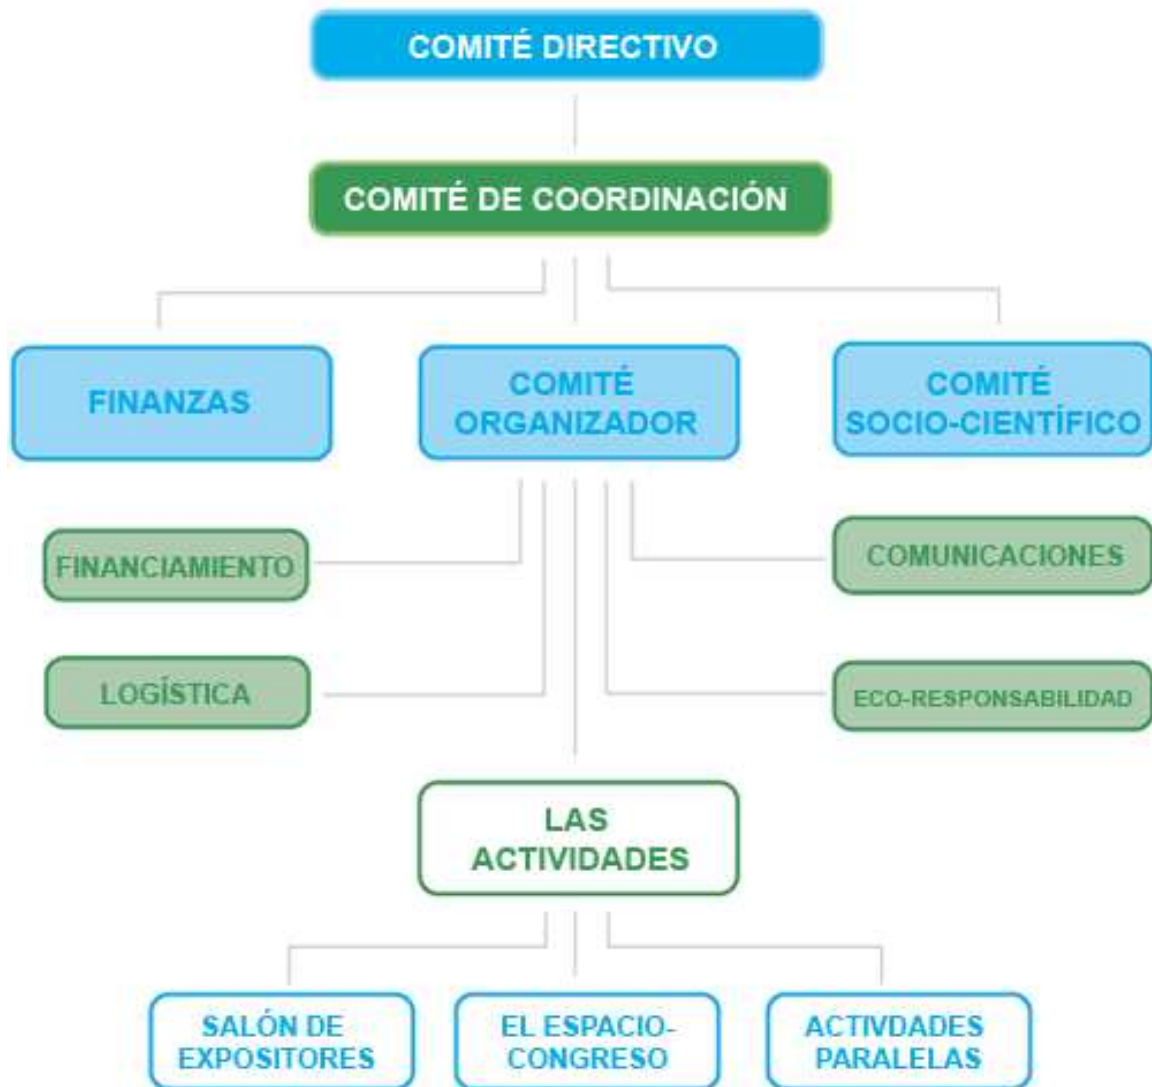 COMITÉ DIRECTIVO
COMITÉ DE COORDINACIÓN
FINANZAS
COMITÉ
ORGANIZADOR
COMITÉ
SOCIO-CIENTÍFICO
FINANCIAMIENTO
COMUNICACIONES
LOGÍSTICA
ECO-RESPONSABILIDAD
LAS
ACTIVIDADES
SALÓN DE
EXPOSITORES
EL ESPACIO-
CONGRESO
ACTIVDADES
PARALELAS